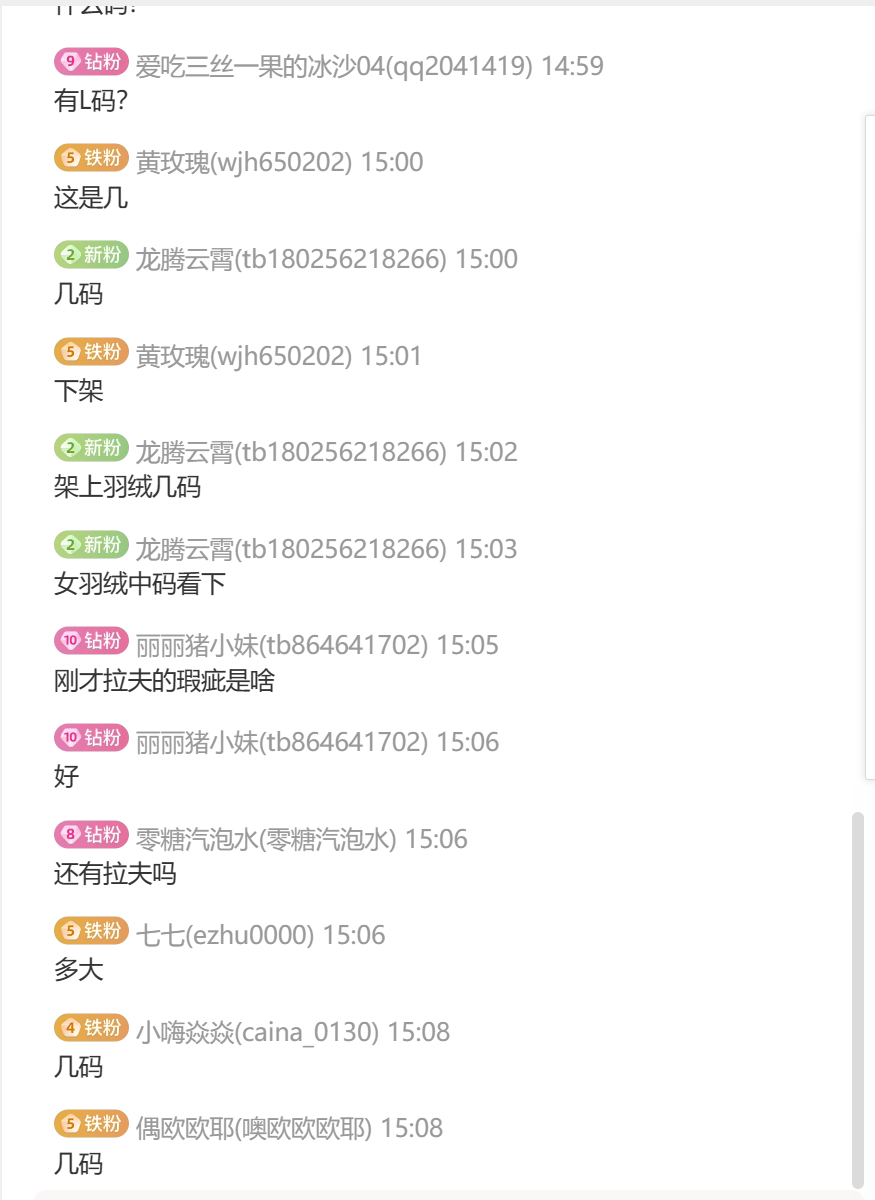 什么码?
9 钻粉 爱吃三丝一果的冰沙04(qq2041419) 14:59
有L码?
5 铁粉 黄玫瑰(wjh650202) 15:00
这是几
2 新粉 龙腾云霄(tb180256218266) 15:00
几码
5 铁粉 黄玫瑰(wjh650202) 15:01
下架
2 新粉 龙腾云霄(tb180256218266) 15:02
架上羽绒几码
2 新粉 龙腾云霄(tb180256218266) 15:03
女羽绒中码看下
10 钻粉 丽丽猪小妹(tb864641702) 15:05
刚才拉夫的瑕疵是啥
10 钻粉 丽丽猪小妹(tb864641702) 15:06
好
8 钻粉 零糖汽泡水(零糖汽泡水) 15:06
还有拉夫吗
5 铁粉 七七(ezhu0000) 15:06
多大
4 铁粉 小嗨焱焱(caina_0130) 15:08
几码
5 铁粉 偶欧欧耶(噢欧欧欧耶) 15:08
几码